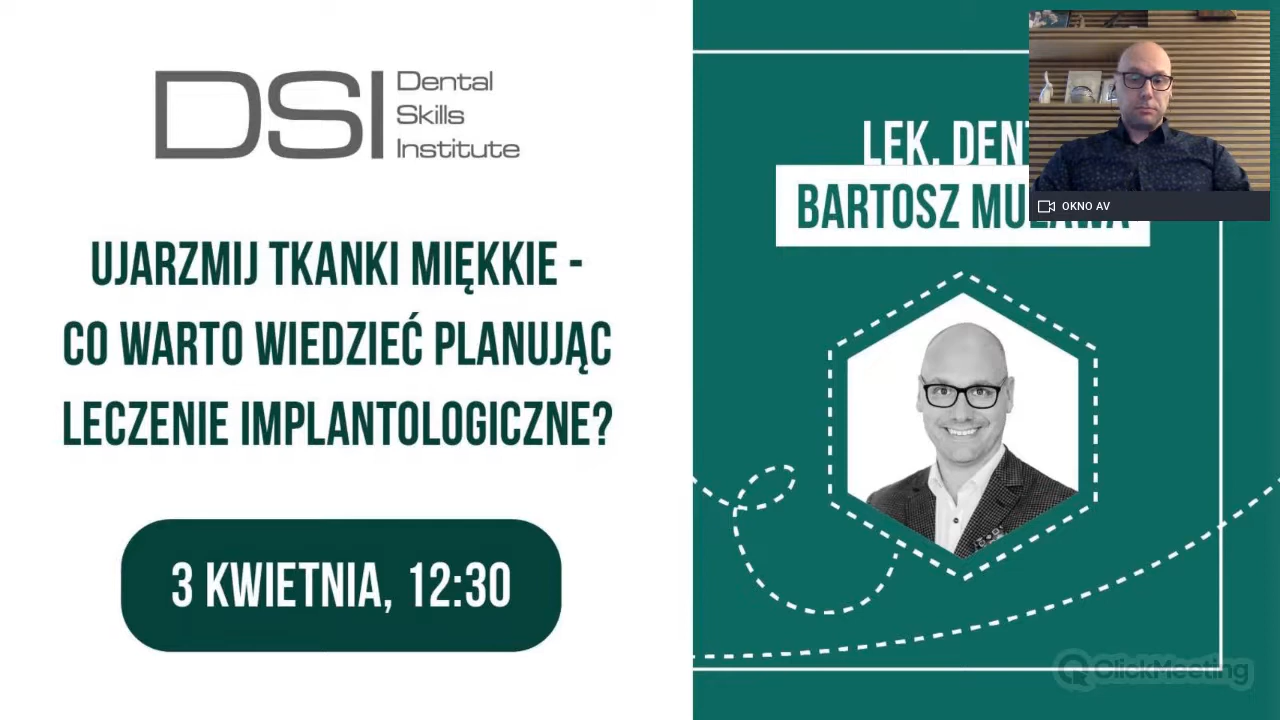 DSI
Dental
Skills
Institute
UJARZMIJ TKANKI MIĘKKIE -
CO WARTO WIEDZIEĆ PLANUJĄC
LECZENIE IMPLANTOLOGICZNE?
3 KWIETNIA, 12:30
LEK.
BARTOSZ
OKNO AV
ClickMeeting